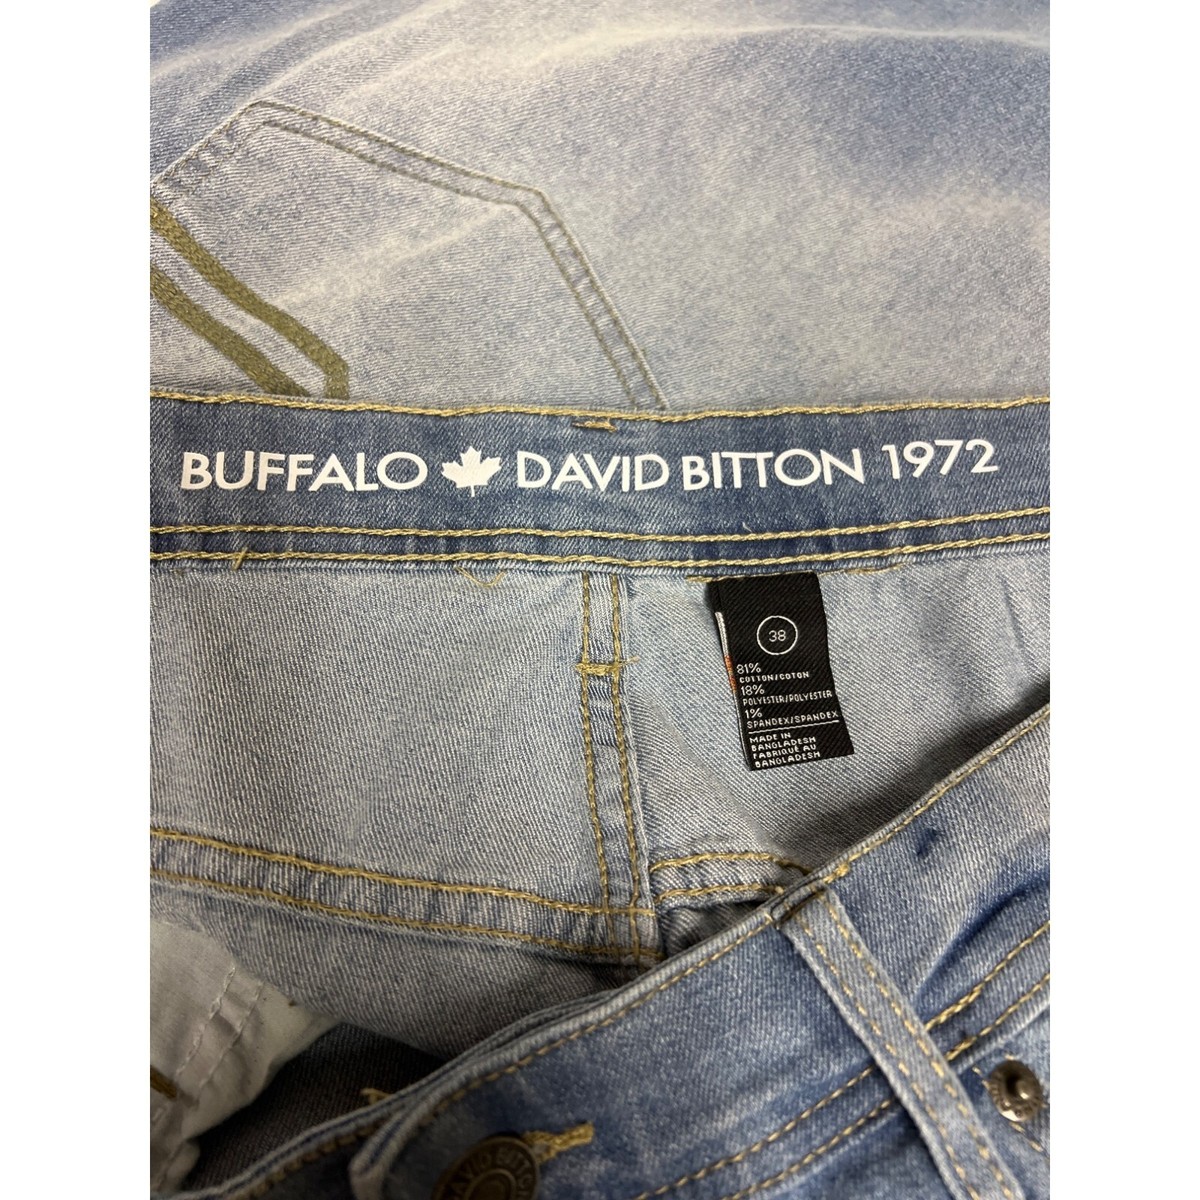 BUFFALO DAVID BITTON 1972
38
81%
COTTON/COTON
18%
POLYESTER/POLYESTER
1%
SPANDEX/SPANDEX
MADE IN
BANGLADESH
FABRIQUÉ AU
BANGLADESH
DAVID BITTON